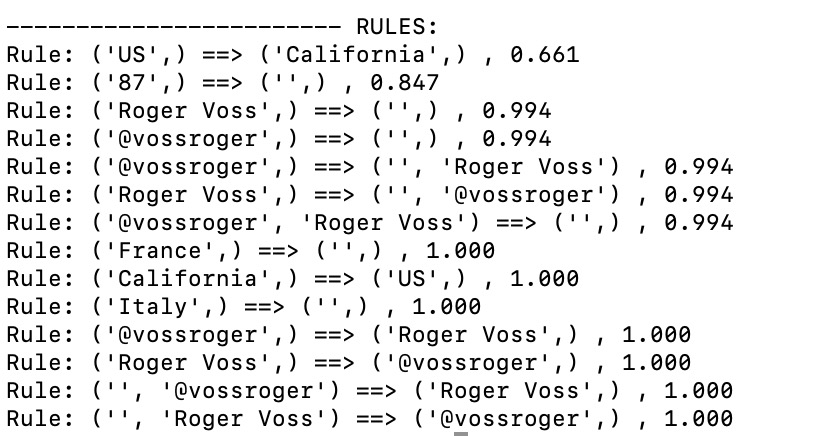 ------------------------ RULES:
Rule: ('US',) ==> ('California',) , 0.661
Rule: ('87',) ==> ('',) , 0.847
Rule: ('Roger Voss',) ==> ('',) , 0.994
Rule: ('@vossroger',) ==> ('',) , 0.994
Rule: ('@vossroger',) ==> ('', 'Roger Voss') , 0.994
Rule: ('Roger Voss',) ==> ('', '@vossroger') , 0.994
Rule: ('@vossroger', 'Roger Voss') ==> ('',) , 0.994
Rule: ('France',) ==> ('',) , 1.000
Rule: ('California',) ==> ('US',) , 1.000
Rule: ('Italy',) ==> ('',) , 1.000
Rule: ('@vossroger',) ==> ('Roger Voss',) , 1.000
Rule: ('Roger Voss',) ==> ('@vossroger',) , 1.000
Rule: ('', '@vossroger') ==> ('Roger Voss',) , 1.000
Rule: ('', 'Roger Voss') ==> ('@vossroger',) , 1.000